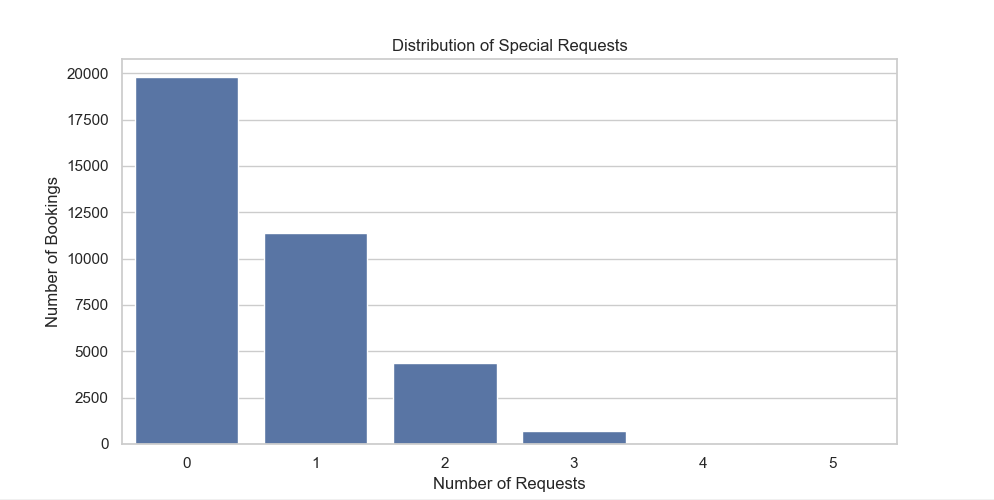 Distribution of Special Requests
20000
17500
15000
12500
10000
7500
5000
2500
0
Number of Bookings
0 1 2 3 4 5
Number of Requests